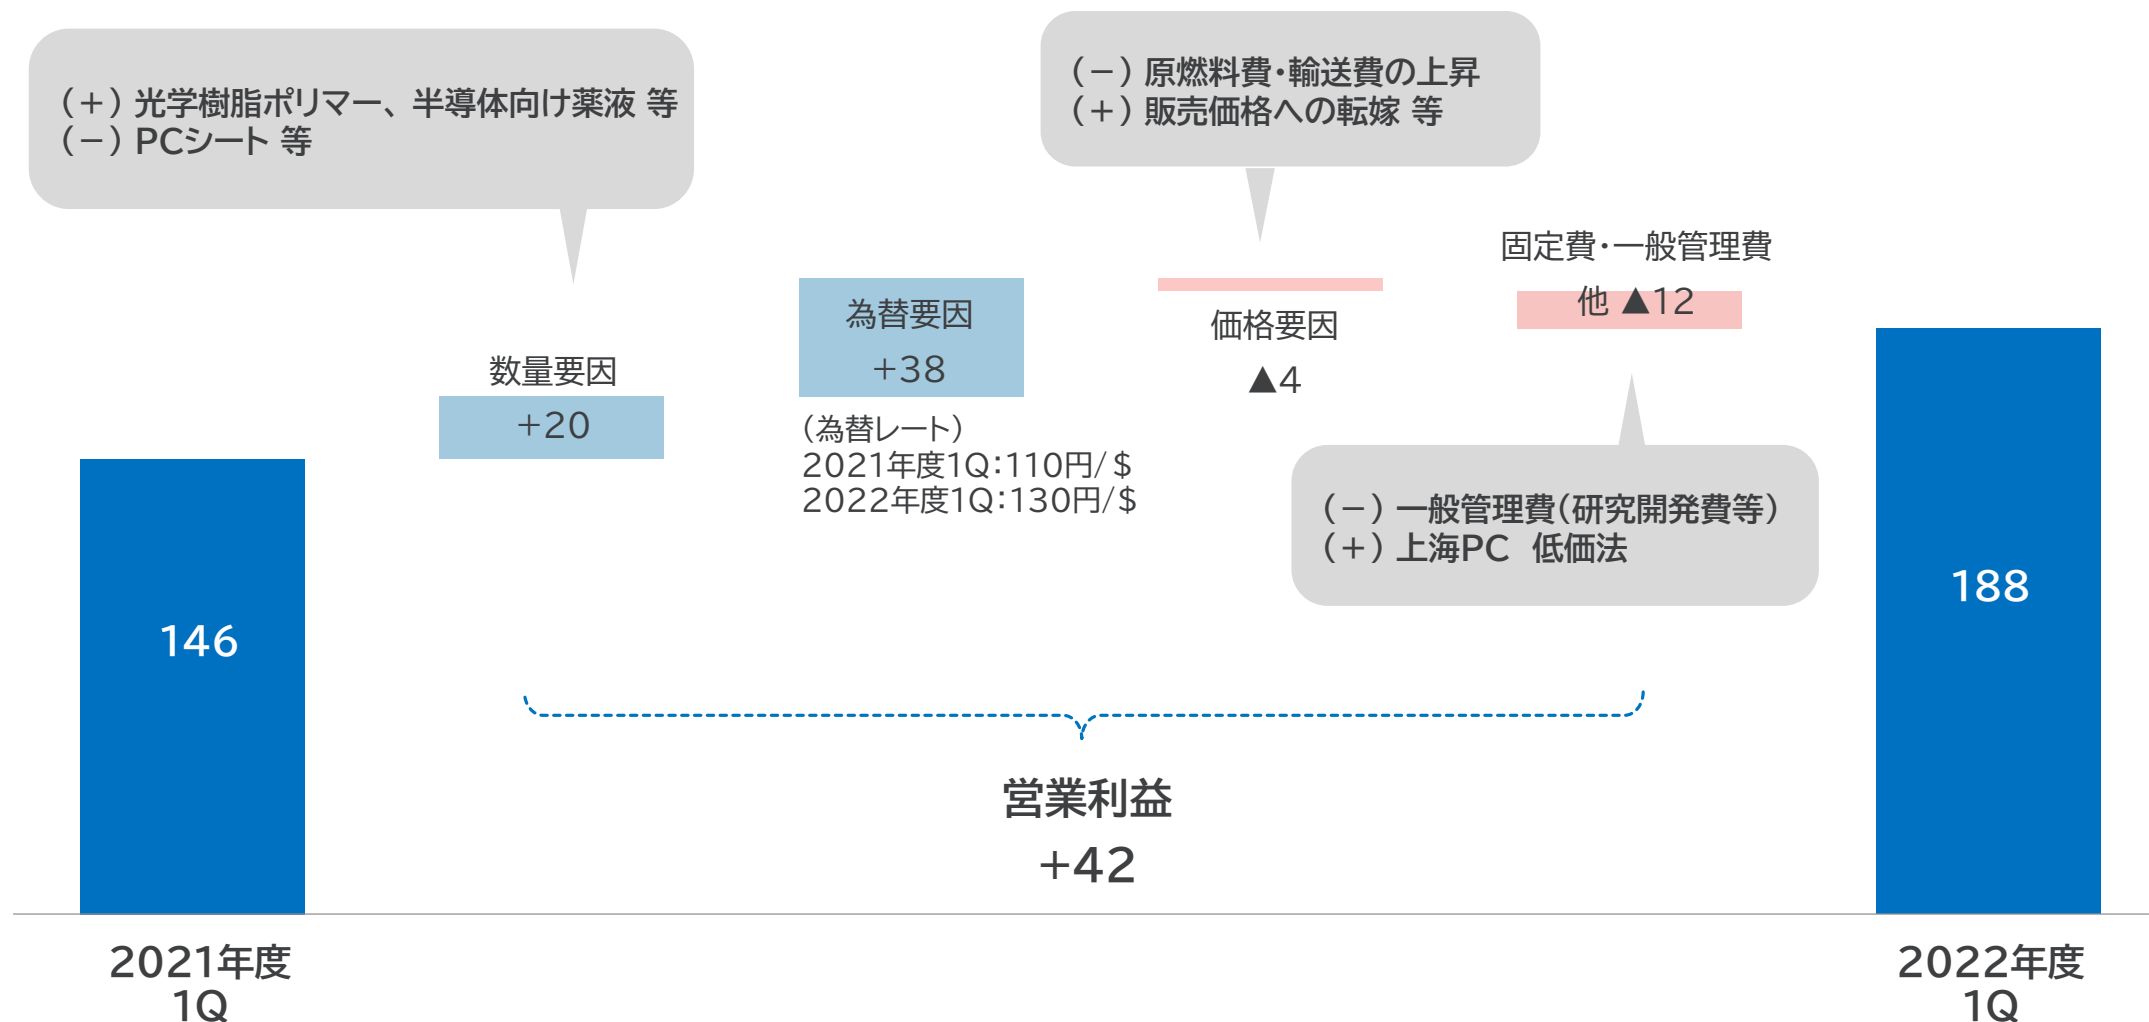 （＋）光学樹脂ポリマー、半導体向け薬液 等
（－）PCシート 等
（－）原燃料費・輸送費の上昇
（＋）販売価格への転嫁 等
数量要因
+20
為替要因
+38
（為替レート）
2021年度1Q：110円/＄
2022年度1Q：130円/＄
価格要因
▲4
固定費・一般管理費
他 ▲12
（－）一般管理費（研究開発費等）
（＋）上海PC　低価法
146
188
営業利益
+42
2021年度
1Q
2022年度
1Q